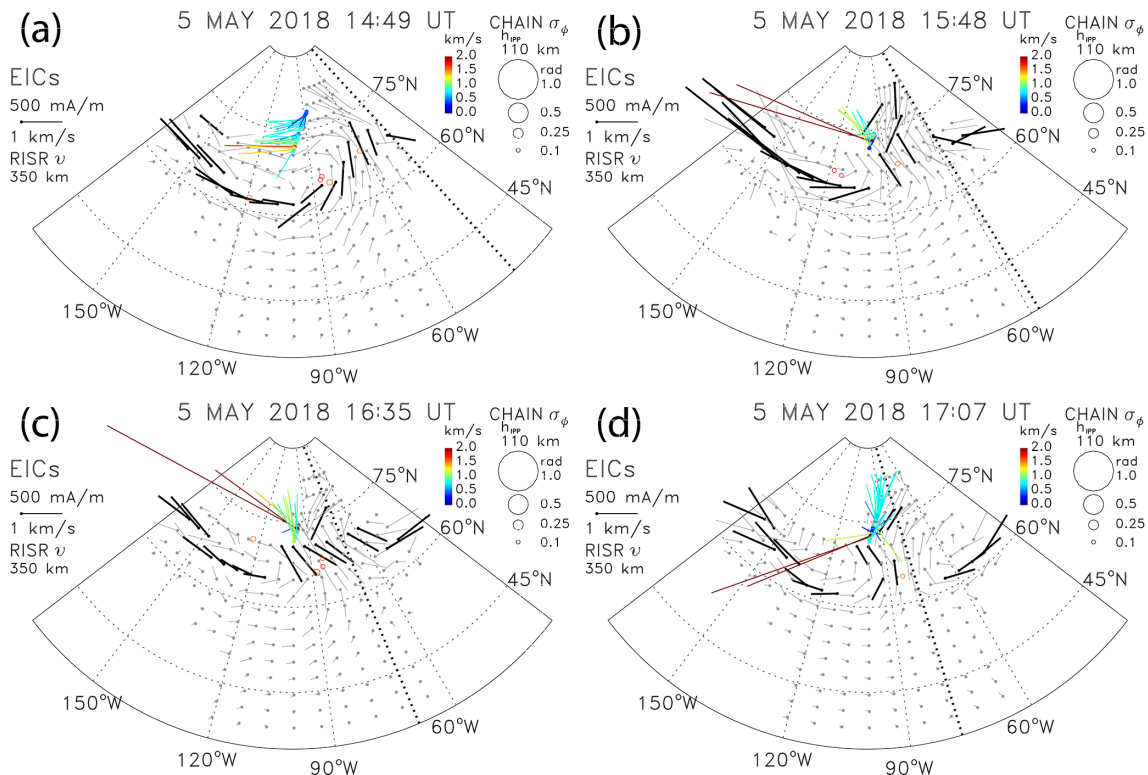 (a)
5 MAY 2018 14:49 UT
CHAIN σϕ
hIPP
110 km
km/s
2.0
1.5
1.0
0.5
0.0
rad
1.0
0.5
0.25
0.1
EICs
500 mA/m
1 km/s
RISR v
350 km
75°N
60°N
45°N
150°W
120°W
90°W
60°W
(b)
5 MAY 2018 15:48 UT
CHAIN σϕ
hIPP
110 km
km/s
2.0
1.5
1.0
0.5
0.0
rad
1.0
0.5
0.25
0.1
EICs
500 mA/m
1 km/s
RISR v
350 km
75°N
60°N
45°N
150°W
120°W
90°W
60°W
(c)
5 MAY 2018 16:35 UT
CHAIN σϕ
hIPP
110 km
km/s
2.0
1.5
1.0
0.5
0.0
rad
1.0
0.5
0.25
0.1
EICs
500 mA/m
1 km/s
RISR v
350 km
75°N
60°N
45°N
150°W
120°W
90°W
60°W
(d)
5 MAY 2018 17:07 UT
CHAIN σϕ
hIPP
110 km
km/s
2.0
1.5
1.0
0.5
0.0
rad
1.0
0.5
0.25
0.1
EICs
500 mA/m
1 km/s
RISR v
350 km
75°N
60°N
45°N
150°W
120°W
90°W
60°W